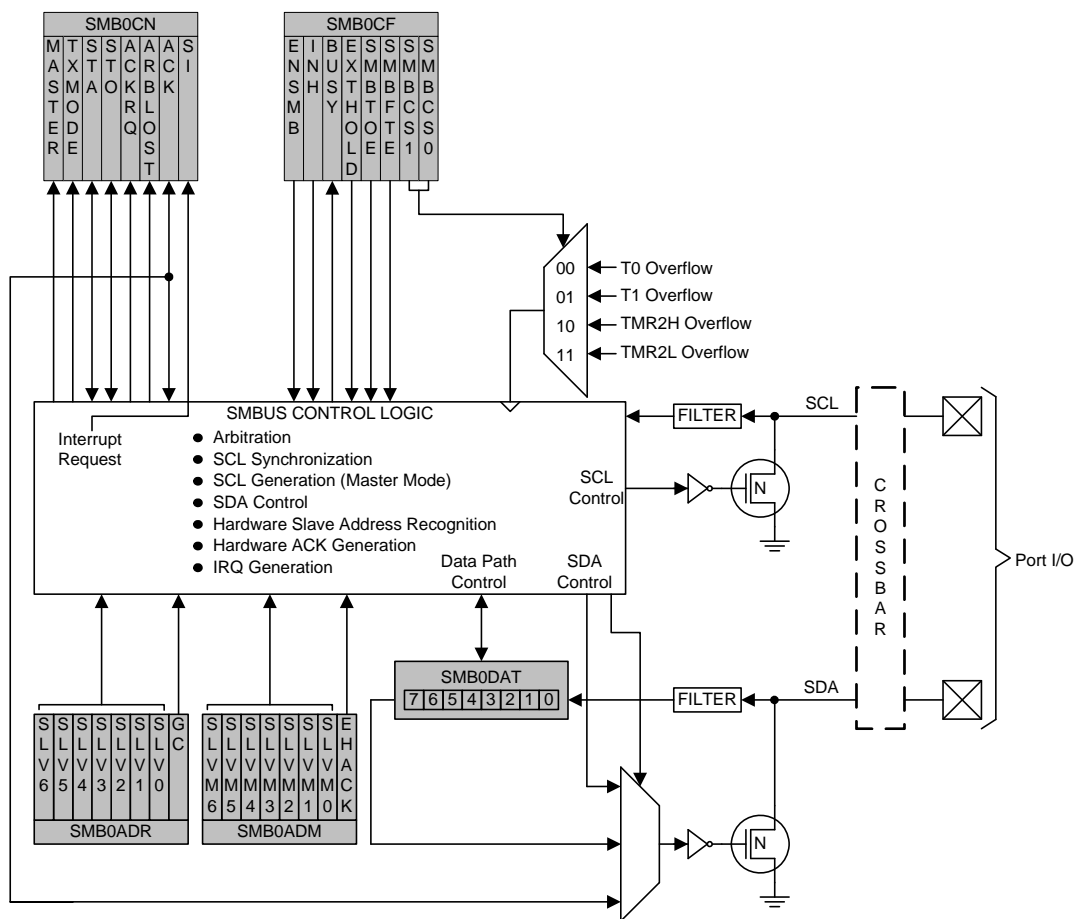 SMB0CN
MASTER
TXMODE
STA
STO
ACKRQ
ARBLOST
ACK
SI
SMB0CF
ENSMB
INH
BUSY
EXTHOLD
SMBTOE
SMBFTE
SMBCS1
SMBCS0
00
T0 Overflow
01
T1 Overflow
10
TMR2H Overflow
11
TMR2L Overflow
SMBUS CONTROL LOGIC
Interrupt
Request
● Arbitration
● SCL Synchronization
● SCL Generation (Master Mode)
● SDA Control
● Hardware Slave Address Recognition
● Hardware ACK Generation
● IRQ Generation
Data Path
Control
SCL
Control
SDA
Control
FILTER
SCL
N
CROSSBAR
Port I/O
SMB0DAT
7 6 5 4 3 2 1 0
FILTER
SDA
N
SLV6
SLV5
SLV4
SLV3
SLV2
SLV1
SLV0
GC
SMB0ADR
SLVM6
SLVM5
SLVM4
SLVM3
SLVM2
SLVM1
SLVM0
EHACK
SMB0ADM